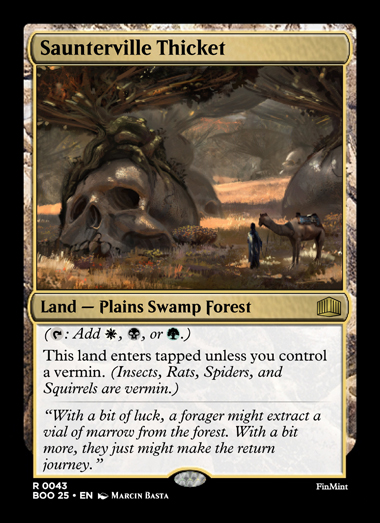 Saunterville Thicket
Land — Plains Swamp Forest
(: Add , , or .)
This land enters tapped unless you control
a vermin. (Insects, Rats, Spiders, and
Squirrels are vermin.)
“With a bit of luck, a forager might extract a
vial of marrow from the forest. With a bit
more, they just might make the return
journey.”
R 0043
BOO 25 • EN Marcin Basta
FinMint